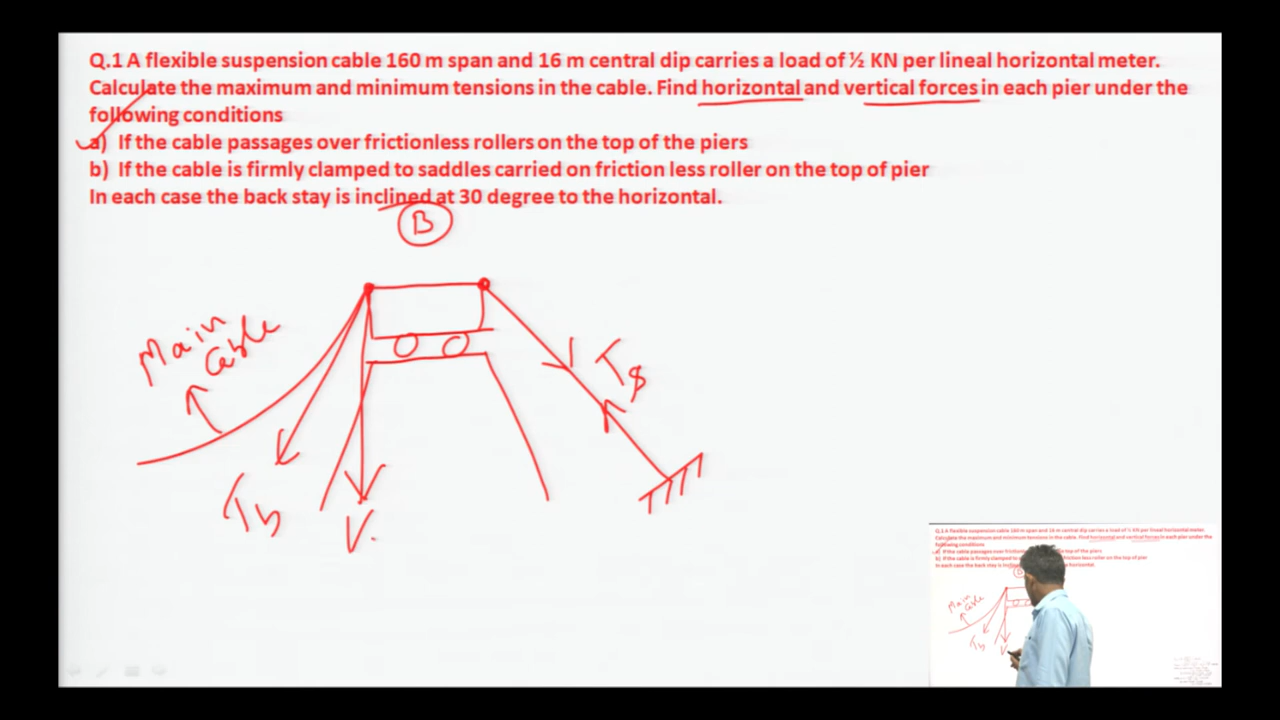 Q.1 A flexible suspension cable 160 m span and 16 m central dip carries a load of ½ KN per lineal horizontal meter.
Calculate the maximum and minimum tensions in the cable. Find horizontal and vertical forces in each pier under the
following conditions
a) If the cable passages over frictionless rollers on the top of the piers
b) If the cable is firmly clamped to saddles carried on friction less roller on the top of pier
In each case the back stay is inclined at 30 degree to the horizontal.
B
Main
Cable
Ts
Tb
V